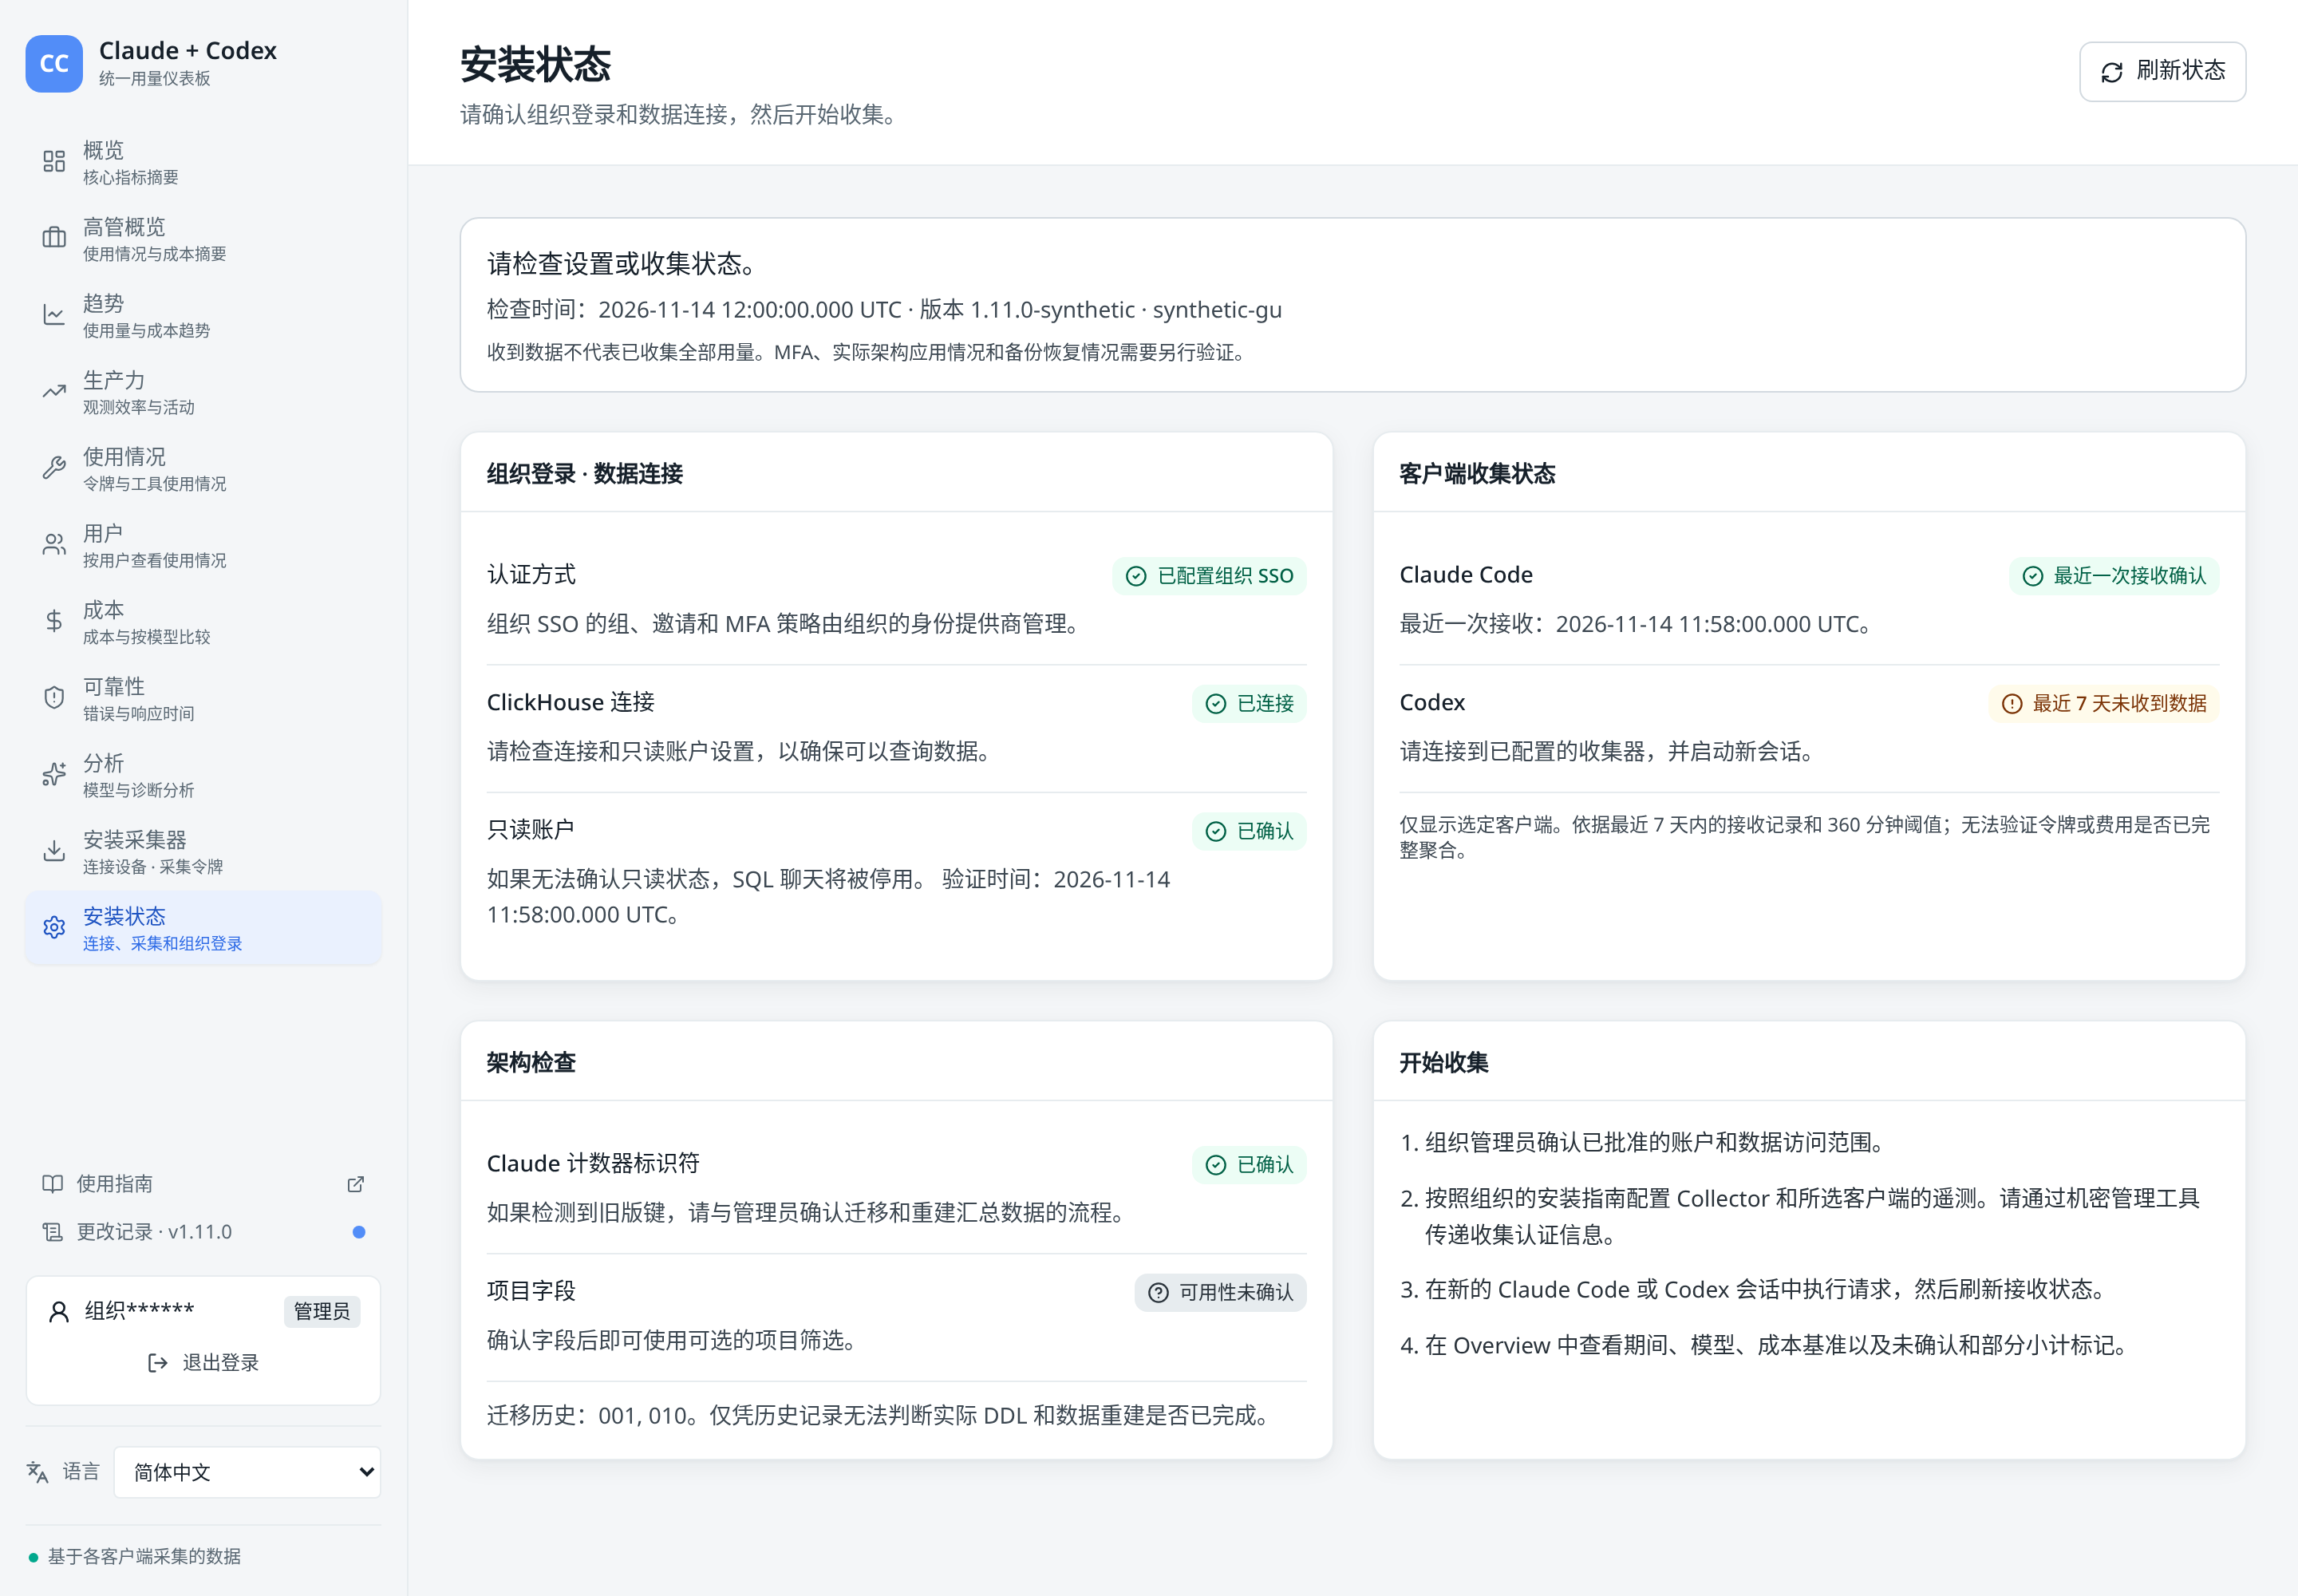 CC
Claude + Codex
统一用量仪表板
概览
核心指标摘要
高管概览
使用情况与成本摘要
趋势
使用量与成本趋势
生产力
观测效率与活动
使用情况
令牌与工具使用情况
用户
按用户查看使用情况
成本
成本与按模型比较
可靠性
错误与响应时间
分析
模型与诊断分析
安装采集器
连接设备 · 采集令牌
安装状态
连接、采集和组织登录
使用指南
更改记录 · v1.11.0
组织******
管理员
退出登录
语言
简体中文
基于各客户端采集的数据
安装状态
请确认组织登录和数据连接，然后开始收集。
刷新状态
请检查设置或收集状态。
检查时间：2026-11-14 12:00:00.000 UTC · 版本 1.11.0-synthetic · synthetic-gu
收到数据不代表已收集全部用量。MFA、实际架构应用情况和备份恢复情况需要另行验证。
组织登录 · 数据连接
认证方式
已配置组织 SSO
组织 SSO 的组、邀请和 MFA 策略由组织的身份提供商管理。
ClickHouse 连接
已连接
请检查连接和只读账户设置，以确保可以查询数据。
只读账户
已确认
如果无法确认只读状态，SQL 聊天将被停用。 验证时间：2026-11-14
11:58:00.000 UTC。
客户端收集状态
Claude Code
最近一次接收确认
最近一次接收：2026-11-14 11:58:00.000 UTC。
Codex
最近 7 天未收到数据
请连接到已配置的收集器，并启动新会话。
仅显示选定客户端。依据最近 7 天内的接收记录和 360 分钟阈值；无法验证令牌或费用是否已完
整聚合。
架构检查
Claude 计数器标识符
已确认
如果检测到旧版键，请与管理员确认迁移和重建汇总数据的流程。
项目字段
可用性未确认
确认字段后即可使用可选的项目筛选。
迁移历史：001, 010。仅凭历史记录无法判断实际 DDL 和数据重建是否已完成。
开始收集
1. 组织管理员确认已批准的账户和数据访问范围。
2. 按照组织的安装指南配置 Collector 和所选客户端的遥测。请通过机密管理工具
传递收集认证信息。
3. 在新的 Claude Code 或 Codex 会话中执行请求，然后刷新接收状态。
4. 在 Overview 中查看期间、模型、成本基准以及未确认和部分小计标记。